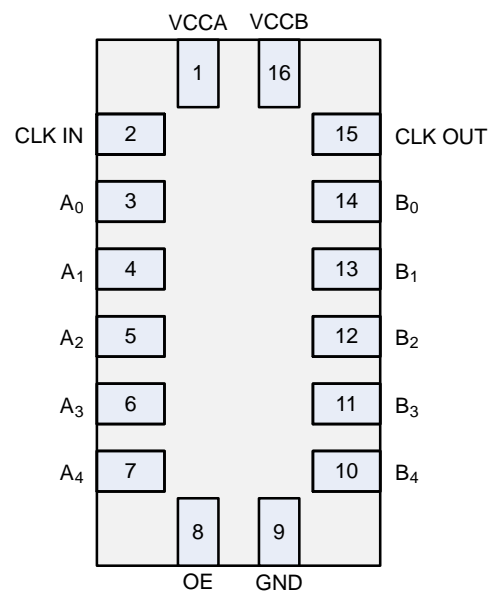 VCCA VCCB
1 16
CLK IN 2 15 CLK OUT
A0 3 14 B0
A1 4 13 B1
A2 5 12 B2
A3 6 11 B3
A4 7 10 B4
8 9
OE GND